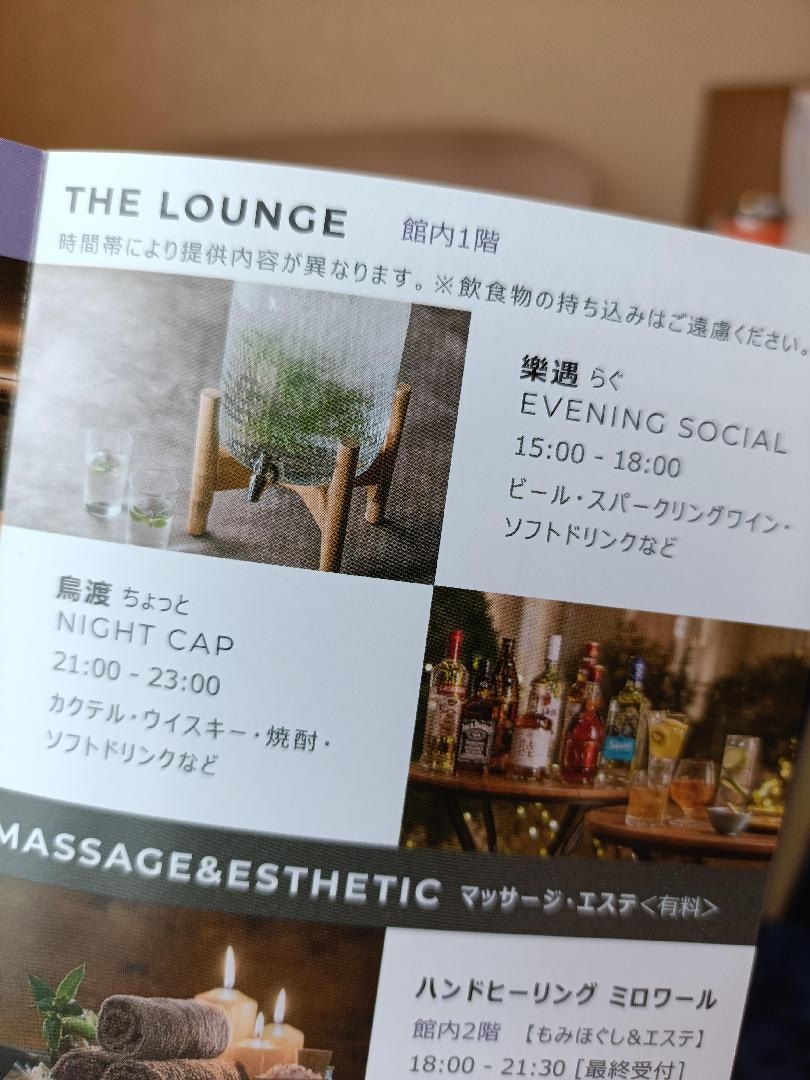 THE LOUNGE 館内1階
時間帯により提供内容が異なります。※飲食物の持ち込みはご遠慮ください。
樂遇 らぐ
EVENING SOCIAL
15:00 - 18:00
ビール・スパークリングワイン・
ソフトドリンクなど
鳥渡 ちょっと
NIGHT CAP
21:00 - 23:00
カクテル・ウイスキー・焼酎・
ソフトドリンクなど
MASSAGE&ESTHETIC マッサージ・エステ<有料>
ハンドヒーリング ミロワール
館内2階 【もみほぐし&エステ】
18:00 - 21:30 [最終受付]